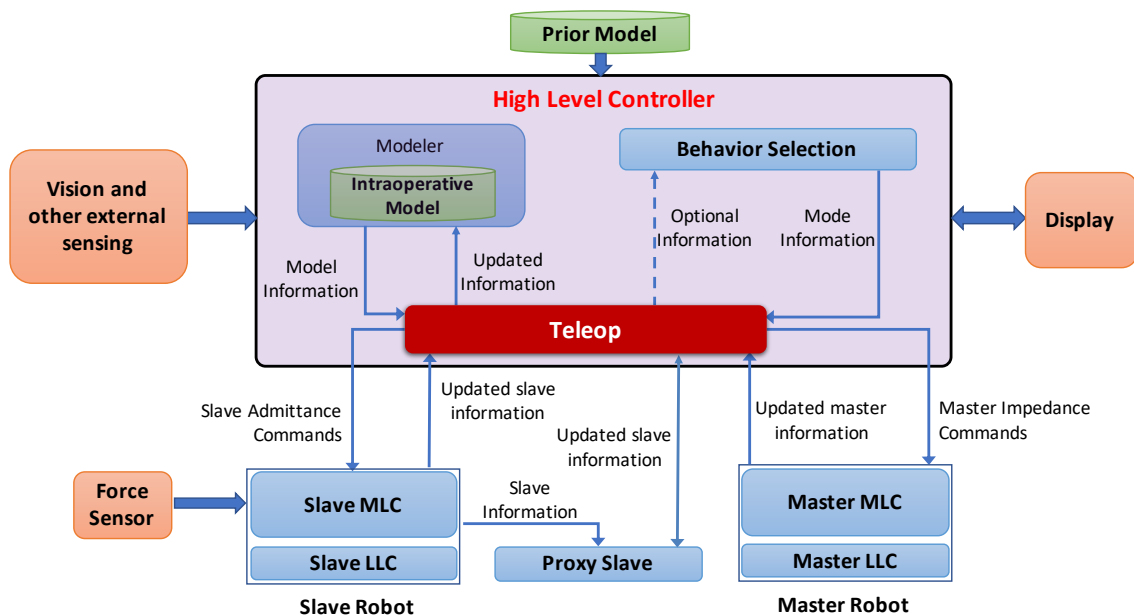 Prior Model
High Level Controller
Modeler
Intraoperative
Model
Behavior Selection
Vision and
other external
sensing
Display
Model
Information
Updated
Information
Optional
Information
Mode
Information
Teleop
Slave Admittance
Commands
Updated slave
information
Updated slave
information
Updated master
information
Master Impedance
Commands
Force
Sensor
Slave MLC
Slave LLC
Slave Robot
Slave
Information
Proxy Slave
Master MLC
Master LLC
Master Robot